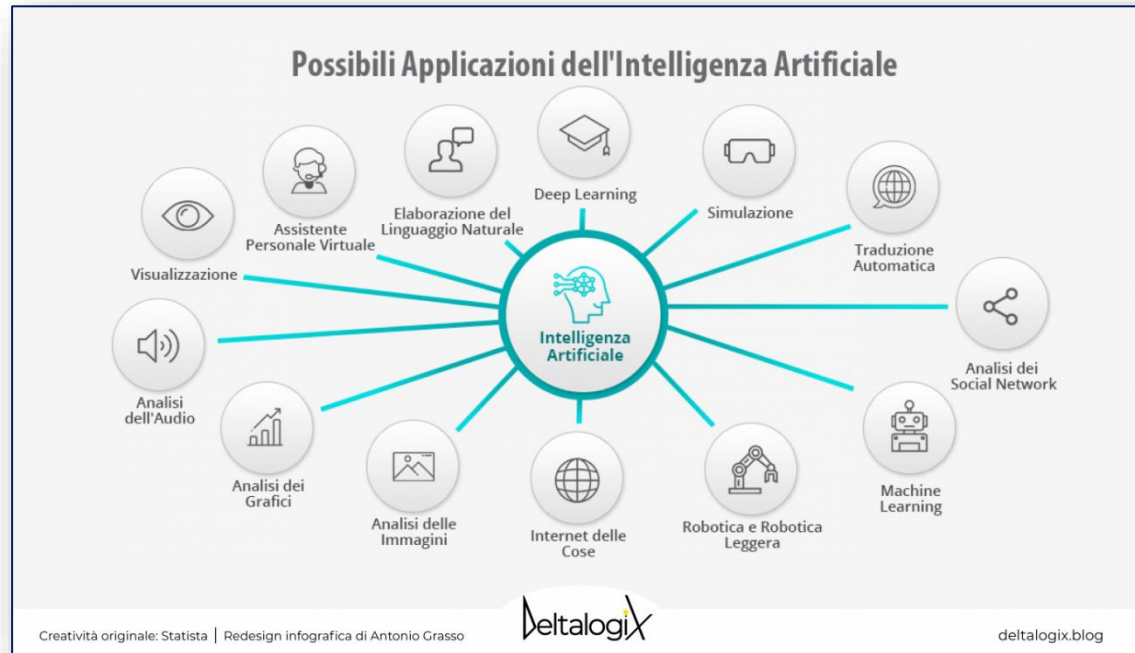 Possibili Applicazioni dell'Intelligenza Artificiale
Deep Learning
Elaborazione del
Linguaggio Naturale
Simulazione
Assistente
Personale Virtuale
Traduzione
Automatica
Visualizzazione
Intelligenza
Artificiale
Analisi dei
Social Network
Analisi
dell'Audio
Analisi dei
Grafici
Machine
Learning
Analisi delle
Immagini
Internet delle
Cose
Robotica e Robotica
Leggera
Creatività originale: Statista | Redesign infografica di Antonio Grasso
DeltalogiX
deltalogix.blog